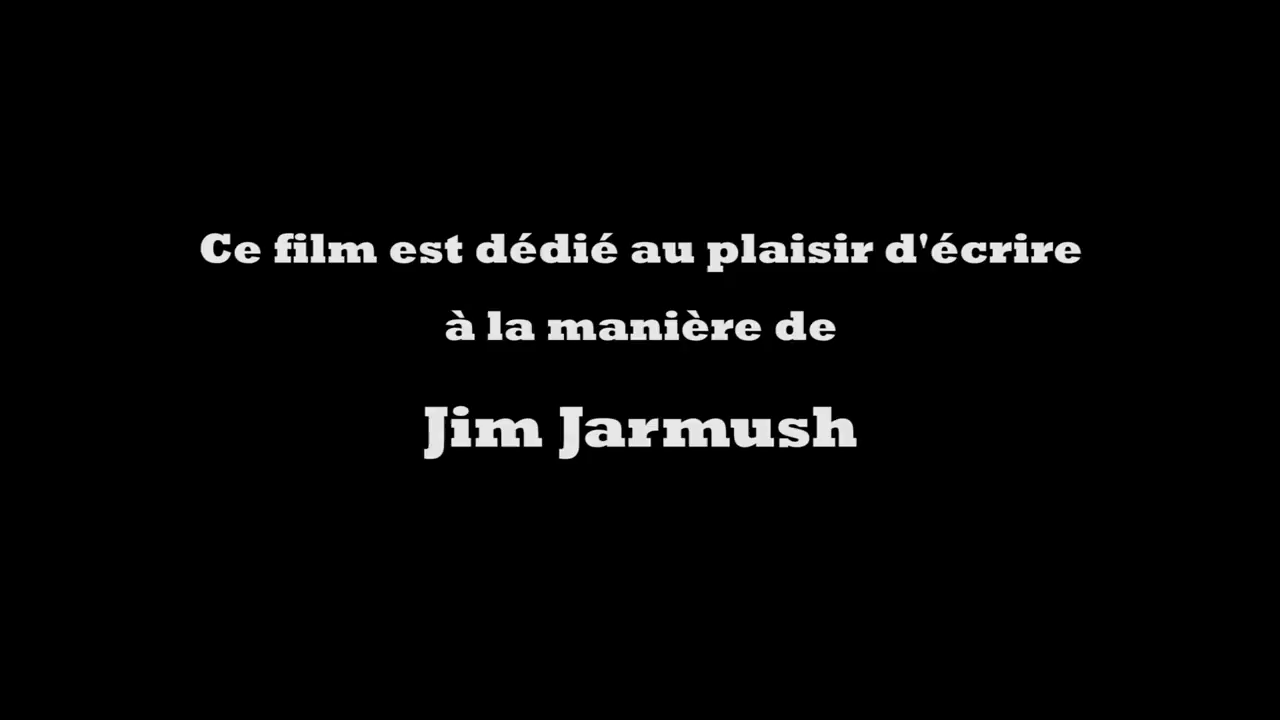 Ce film est dédié au plaisir d'écrire
à la manière de
Jim Jarmush